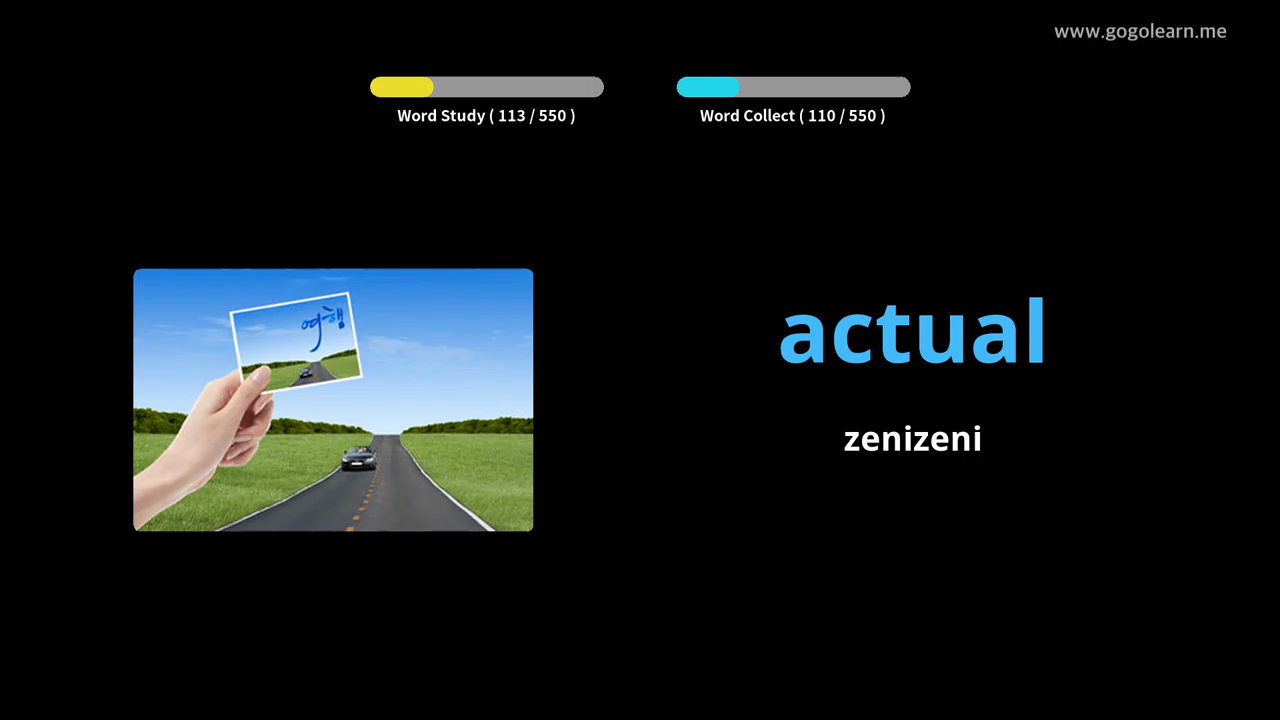 www.gogolearn.me
Word Study ( 113 / 550 )
Word Collect ( 110 / 550 )
여행
actual
zenizeni